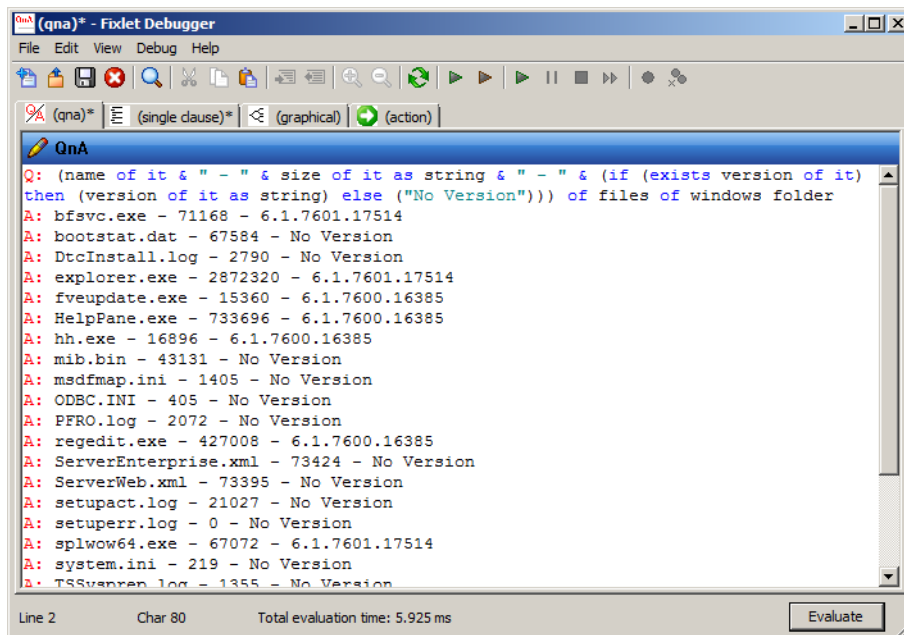 QnA (qna)* - Fixlet Debugger
File Edit View Debug Help
(qna)* (single clause)* (graphical) (action)
QnA
Q: (name of it & " - " & size of it as string & " - " & (if (exists version of it)
then (version of it as string) else ("No Version"))) of files of windows folder
A: bfsvc.exe - 71168 - 6.1.7601.17514
A: bootstat.dat - 67584 - No Version
A: DtcInstall.log - 2790 - No Version
A: explorer.exe - 2872320 - 6.1.7601.17514
A: fveupdate.exe - 15360 - 6.1.7600.16385
A: HelpPane.exe - 733696 - 6.1.7600.16385
A: hh.exe - 16896 - 6.1.7600.16385
A: mib.bin - 43131 - No Version
A: msdfmap.ini - 1405 - No Version
A: ODBC.INI - 405 - No Version
A: PFRO.log - 2072 - No Version
A: regedit.exe - 427008 - 6.1.7600.16385
A: ServerEnterprise.xml - 73424 - No Version
A: ServerWeb.xml - 73395 - No Version
A: setupact.log - 21027 - No Version
A: setuperr.log - 0 - No Version
A: splwow64.exe - 67072 - 6.1.7601.17514
A: system.ini - 219 - No Version
A: TSSysprep.log - 1355 - No Version
Line 2 Char 80 Total evaluation time: 5.925 ms Evaluate